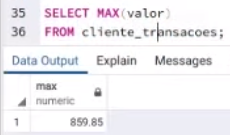 35 SELECT MAX(valor)
36 FROM cliente_transacoes;
Data Output Explain Messages
max
numeric
1 859.85